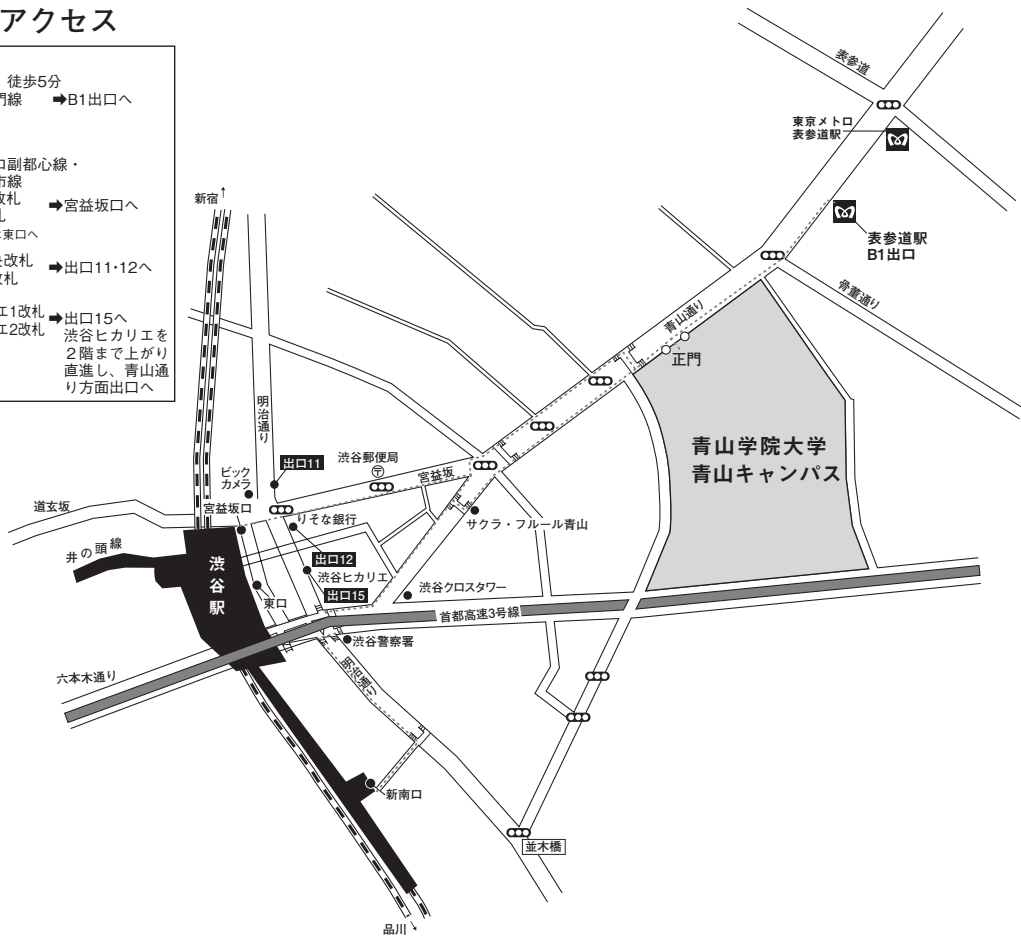 アクセス
徒歩5分
門線 ➡B1出口へ
口副都心線・
市線
改札
札
➡宮益坂口へ
は東口へ
央改札
改札
➡出口11・12へ
エ1改札
エ2改札
➡出口15へ
渋谷ヒカリエを
2階まで上がり
直進し、青山通
り方面出口へ
表参道
東京メトロ
表参道駅
表参道駅
B1出口
骨董通り
新宿↑
青山通り
正門
青山学院大学
青山キャンパス
明治通り
出口11
渋谷郵便局
〒
宮益坂
ビック
カメラ
宮益坂口
道玄坂
りそな銀行
サクラ・フルール青山
井の頭線
渋谷駅
出口12
渋谷ヒカリエ
出口15
東口
渋谷クロスタワー
首都高速3号線
渋谷警察署
六本木通り
明治通り
新南口
並木橋
品川↓